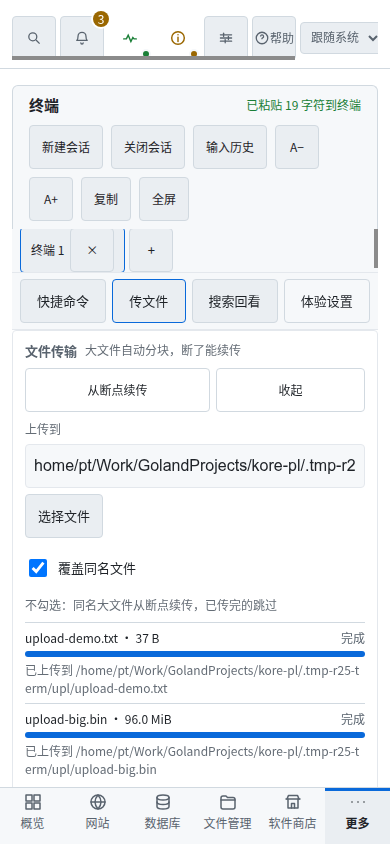 3
帮助
跟随系统
终端
已粘贴 19 字符到终端
新建会话
关闭会话
输入历史
A−
A+
复制
全屏
终端 1
×
+
快捷命令
传文件
搜索回看
体验设置
文件传输 大文件自动分块，断了能续传
从断点续传
收起
上传到
home/pt/Work/GolandProjects/kore-pl/.tmp-r2
选择文件
覆盖同名文件
不勾选：同名大文件从断点续传，已传完的跳过
upload-demo.txt · 37 B
完成
已上传到 /home/pt/Work/GolandProjects/kore-pl/.tmp-r25-t
erm/upl/upload-demo.txt
upload-big.bin · 96.0 MiB
完成
已上传到 /home/pt/Work/GolandProjects/kore-pl/.tmp-r25-t
erm/upl/upload-big.bin
概览
网站
数据库
文件管理
软件商店
更多